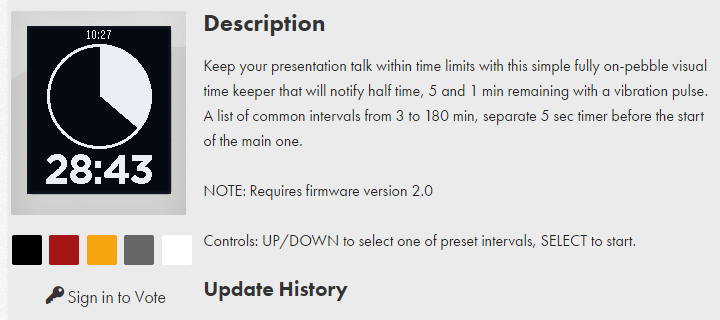 10:27
28:43
Sign in to Vote
Description
Keep your presentation talk within time limits with this simple fully on-pebble visual
time keeper that will notify half time, 5 and 1 min remaining with a vibration pulse.
A list of common intervals from 3 to 180 min, separate 5 sec timer before the start
of the main one.
NOTE: Requires firmware version 2.0
Controls: UP/DOWN to select one of preset intervals, SELECT to start.
Update History